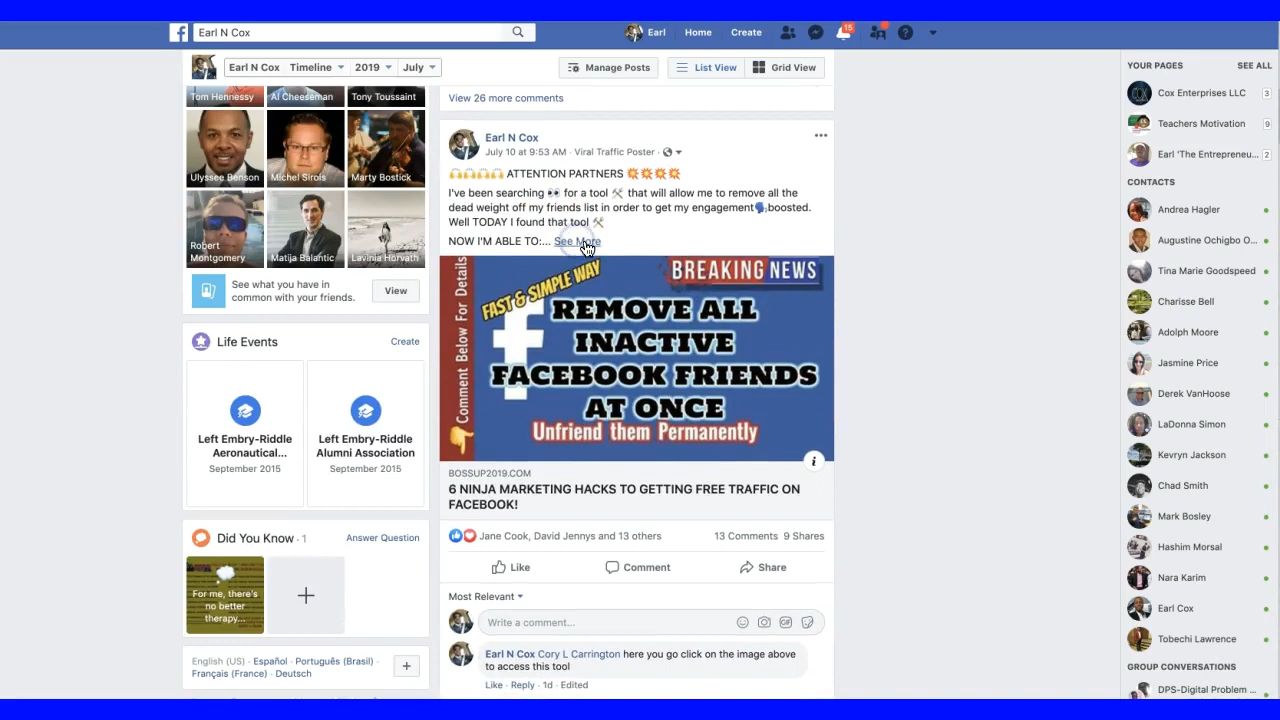 Earl N Cox
Earl
Home
Create
15
Earl N Cox
Timeline
2019
July
Manage Posts
List View
Grid View
Tom Hennessy
Al Cheeseman
Tony Toussaint
Ulyssee Benson
Michel Sirois
Marty Bostick
Robert
Montgomery
Matija Balantic
Lavinia Horvath
See what you have in
common with your friends.
View
Life Events
Create
Left Embry-Riddle
Aeronautical...
September 2015
Left Embry-Riddle
Alumni Association
September 2015
Did You Know · 1
Answer Question
For me, there's
no better
therapy...
English (US) · Español · Português (Brasil) ·
Français (France) · Deutsch
View 26 more comments
Earl N Cox
July 10 at 9:53 AM · Viral Traffic Poster ·
🙌🙌🙌🙌🙌 ATTENTION PARTNERS 💥💥💥💥
I've been searching 👀 for a tool 🛠 that will allow me to remove all the
dead weight off my friends list in order to get my engagement🗣boosted.
Well TODAY I found that tool 🛠
NOW I'M ABLE TO:... See More
Comment Below For Details
FAST & SIMPLE WAY
BREAKING NEWS
REMOVE ALL
INACTIVE
FACEBOOK FRIENDS
AT ONCE
Unfriend them Permanently
BOSSUP2019.COM
6 NINJA MARKETING HACKS TO GETTING FREE TRAFFIC ON
FACEBOOK!
Jane Cook, David Jennys and 13 others
13 Comments 9 Shares
Like
Comment
Share
Most Relevant
Write a comment...
GIF
Earl N Cox Cory L Carrington here you go click on the image above
to access this tool
Like · Reply · 1d · Edited
YOUR PAGES
SEE ALL
COX
Cox Enterprises LLC
3
Teachers Motivation
9
Earl 'The Entrepreneu...
2
CONTACTS
Andrea Hagler
Augustine Ochigbo O...
Tina Marie Goodspeed
Charisse Bell
Adolph Moore
Jasmine Price
Derek VanHoose
LaDonna Simon
Kevryn Jackson
Chad Smith
Mark Bosley
Hashim Morsal
Nara Karim
Earl Cox
Tobechi Lawrence
GROUP CONVERSATIONS
DPS-Digital Problem ...